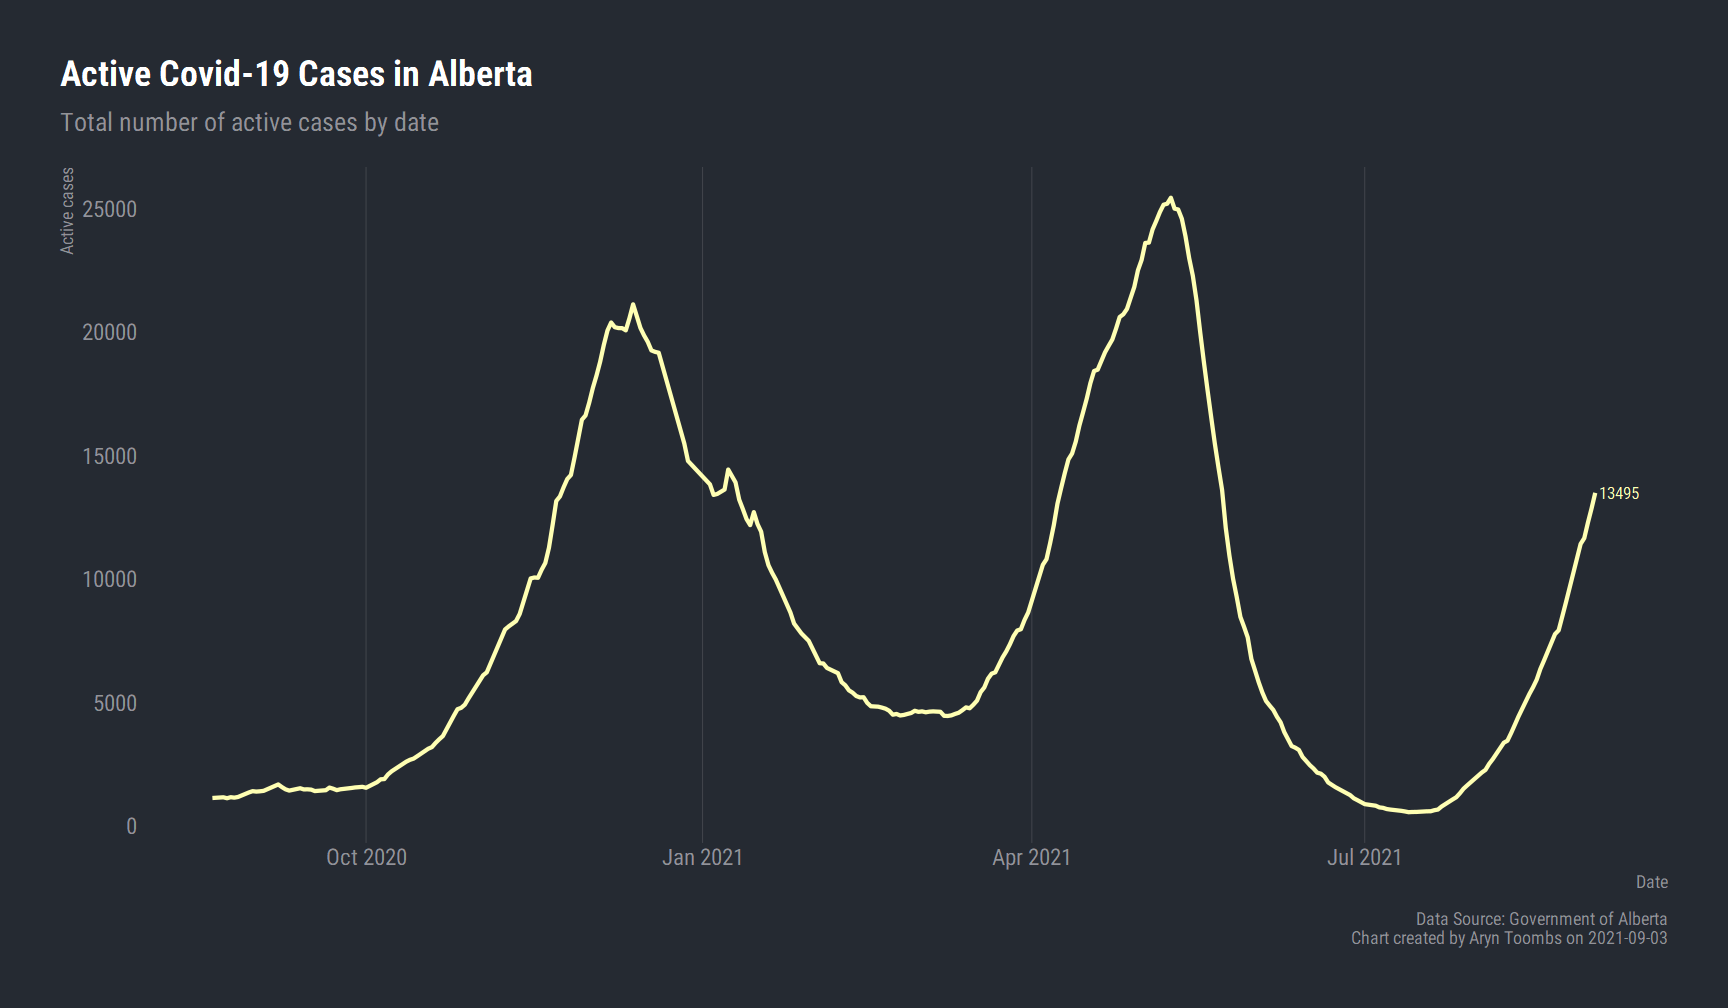 Active Covid-19 Cases in Alberta
Total number of active cases by date
Active cases
25000
20000
15000
10000
5000
0
13495
Oct 2020
Jan 2021
Apr 2021
Jul 2021
Date
Data Source: Government of Alberta
Chart created by Aryn Toombs on 2021-09-03